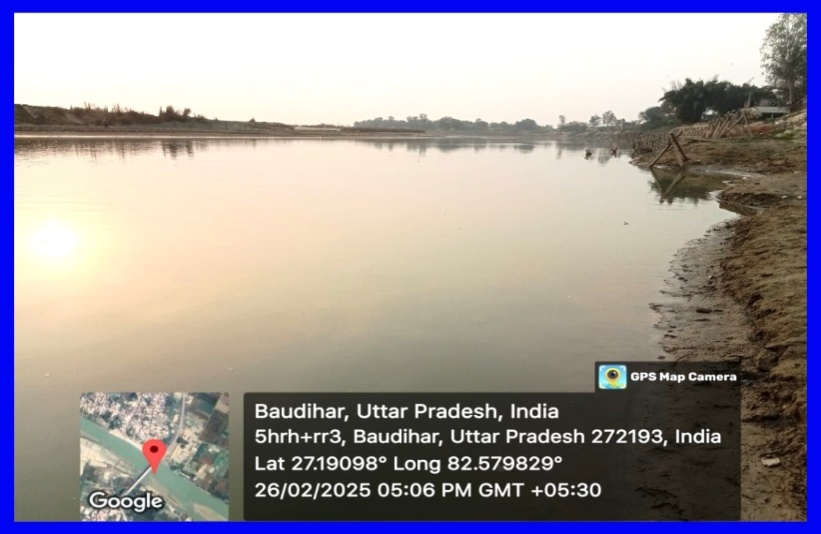 GPS Map Camera
Baudihar, Uttar Pradesh, India
5hrh+rr3, Baudihar, Uttar Pradesh 272193, India
Lat 27.19098° Long 82.579829°
26/02/2025 05:06 PM GMT +05:30
Google